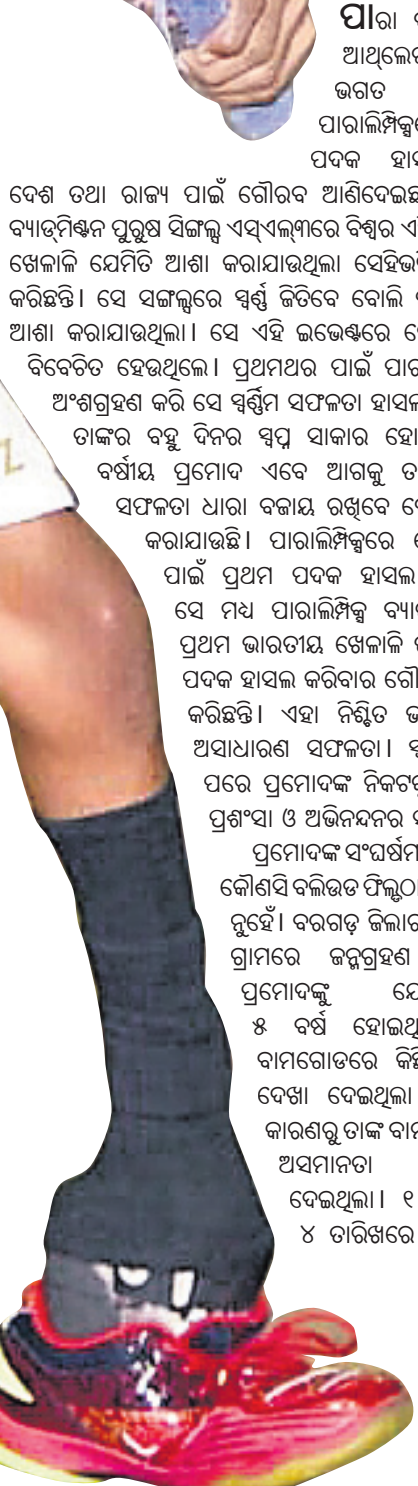 ପାରା
ଆଥ୍‌ଲେ
ଭଗତ
ପାରାଲିମ୍ପିକ୍ସ
ପଦକ ହାସ
ଦେଶ ତଥା ରାଜ୍ୟ ପାଇଁ ଗୌରବ ଆଣିଦେଇଛ
ବ୍ୟାଡ୍‌ମିଣ୍ଟନ ପୁରୁଷ ସିଙ୍ଗଲ୍ସ ଏସ୍‌ଏଲ୍‌୩ରେ ବିଶ୍ୱର ଏ
ଖେଳାଳି ଯେମିତି ଆଶା କରାଯାଉଥିଲା ସେହିଭ
କରିଛନ୍ତି। ସେ ସଙ୍ଗଲ୍ସରେ ସ୍ୱର୍ଣ୍ଣ ଜିତିବେ ବୋଲି
ଆଶା କରାଯାଉଥିଲା। ସେ ଏହି ଇଭେଣ୍ଟରେ
ବିବେଚିତ ହେଉଥିଲେ। ପ୍ରଥମଥର ପାଇଁ ପାର
ଅଂଶଗ୍ରହଣ କରି ସେ ସ୍ୱର୍ଣ୍ଣିମ ସଫଳତା ହାସଲ
ତାଙ୍କର ବହୁ ଦିନର ସ୍ୱପ୍ନ ସାକାର ହୋ
ବର୍ଷୀୟ ପ୍ରମୋଦ ଏବେ ଆଗକୁ ତ
ସଫଳତା ଧାରା ବଜାୟ ରଖିବେ
କରାଯାଉଛି। ପାରାଲିମ୍ପିକ୍ସରେ
ପାଇଁ ପ୍ରଥମ ପଦକ ହାସଲ
ସେ ମଧ୍ୟ ପାରାଲିମ୍ପିକ୍ସ ବ୍ୟା
ପ୍ରଥମ ଭାରତୀୟ ଖେଳାଳି
ପଦକ ହାସଲ କରିବାର ଗୌ
କରିଛନ୍ତି। ଏହା ନିଶ୍ଚିତ ଭ
ଅସାଧାରଣ ସଫଳତା।
ପରେ ପ୍ରମୋଦଙ୍କ ନିକଟ
ପ୍ରଶଂସା ଓ ଅଭିନନ୍ଦନର
ପ୍ରମୋଦଙ୍କ ସଂଘର୍ଷମ
କୌଣସି ବଲିଉଡ ଫିଲ୍ମଠା
ନୁହେଁ। ବରଗଡ଼ ଜିଲାର
ଗ୍ରାମରେ ଜନ୍ମଗ୍ରହଣ
ପ୍ରମୋଦଙ୍କୁ ଯେ
୫ ବର୍ଷ ହୋଇଥି
ବାମଗୋଡରେ କିଛି
ଦେଖା ଦେଇଥିଲା
କାରଣରୁ ତାଙ୍କ ବାମ
ଅସମାନତା
ଦେଇଥିଲା। ୧
୪ ତାରିଖରେ